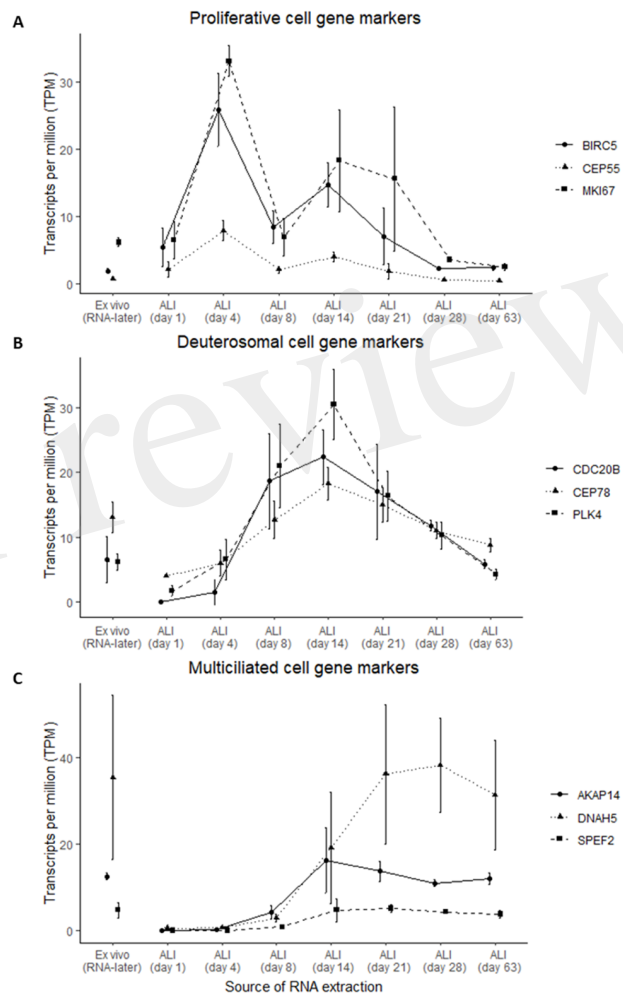 A
Proliferative cell gene markers
Transcripts per million (TPM)
30
20
10
0
BIRC5
CEP55
MKI67
Ex vivo ALI ALI ALI ALI ALI ALI ALI
(RNA-later) (day 1) (day 4) (day 8) (day 14) (day 21) (day 28) (day 63)
B
Deuterosomal cell gene markers
Transcripts per million (TPM)
30
20
10
0
CDC20B
CEP78
PLK4
Ex vivo ALI ALI ALI ALI ALI ALI ALI
(RNA-later) (day 1) (day 4) (day 8) (day 14) (day 21) (day 28) (day 63)
C
Multiciliated cell gene markers
Transcripts per million (TPM)
40
20
0
AKAP14
DNAH5
SPEF2
Ex vivo ALI ALI ALI ALI ALI ALI ALI
(RNA-later) (day 1) (day 4) (day 8) (day 14) (day 21) (day 28) (day 63)
Source of RNA extraction
review